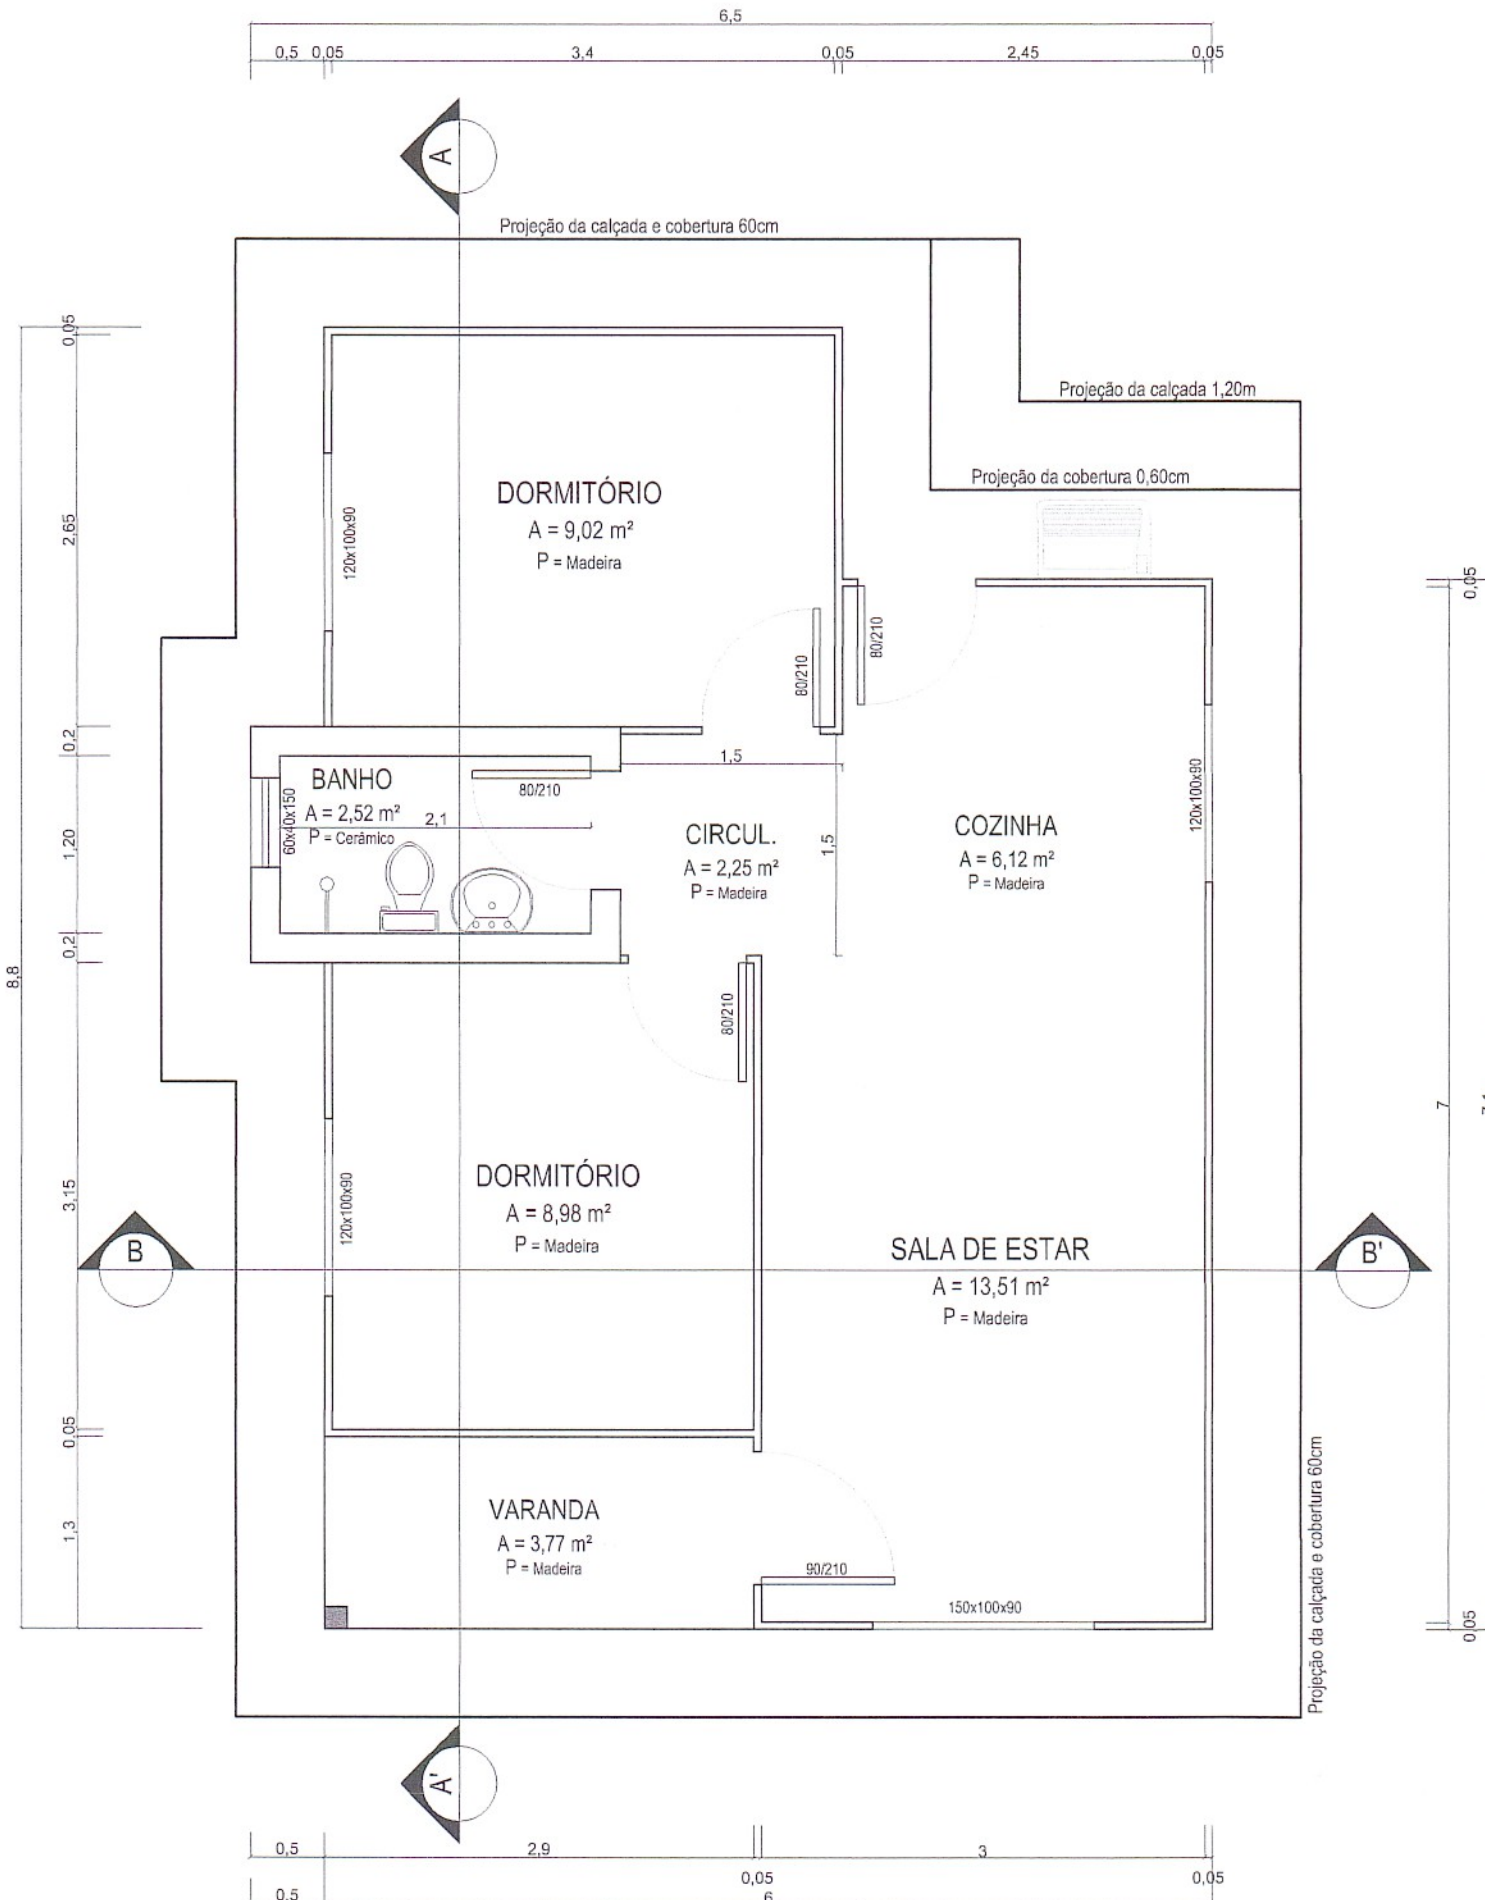 6,5
0,5 0,05 3,4 0,05 2,45 0,05
A
Projeção da calçada e cobertura 60cm
Projeção da calçada 1,20m
Projeção da cobertura 0,60cm
0,05
2,65
0,2
1,20
0,2
3,15
0,05
1,3
8,8
DORMITÓRIO
A = 9,02 m²
P = Madeira
120x100x90
80/210
80/210
0,05
1,5
BANHO
A = 2,52 m²
P = Cerâmico
60x40x150
2,1
80/210
CIRCUL.
A = 2,25 m²
P = Madeira
1,5
COZINHA
A = 6,12 m²
P = Madeira
120x100x90
80/210
7
DORMITÓRIO
A = 8,98 m²
P = Madeira
120x100x90
B
SALA DE ESTAR
A = 13,51 m²
P = Madeira
B'
VARANDA
A = 3,77 m²
P = Madeira
90/210
150x100x90
Projeção da calçada e cobertura 60cm
0,05
A'
0,5 2,9 3
0,05 0,05
0,5 6